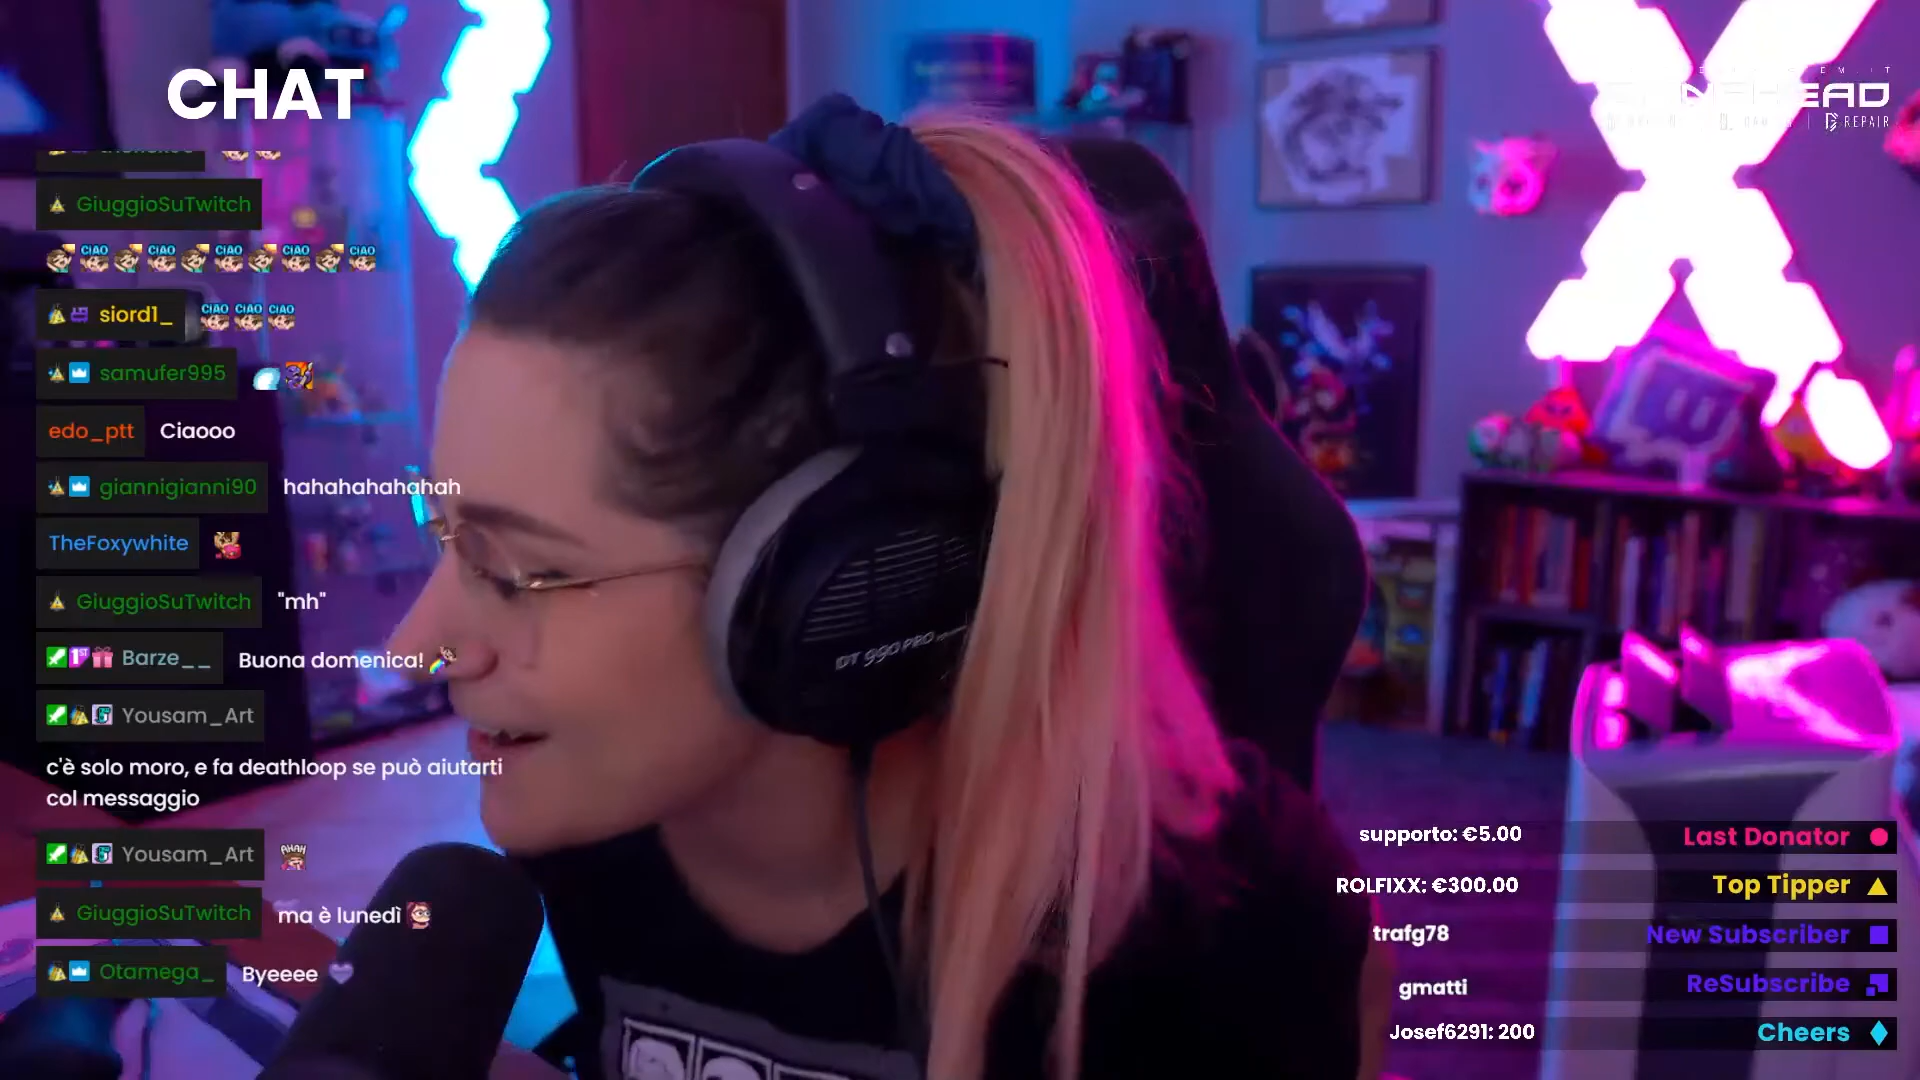 CHAT
GiuggioSuTwitch
CIAO CIAO CIAO CIAO CIAO
siord1_ CIAO CIAO CIAO
samufer995
edo_ptt Ciaooo
giannigianni90 hahahahahahah
TheFoxywhite
GiuggioSuTwitch "mh"
1ST Barze__ Buona domenica!
Yousam_Art
c'è solo moro, e fa deathloop se può aiutarti
col messaggio
Yousam_Art AHAH
GiuggioSuTwitch ma è lunedì
Otamega_ Byeeee
DT 990 PRO
REPAIR
supporto: €5.00 Last Donator
ROLFIXX: €300.00 Top Tipper
trafg78 New Subscriber
gmatti ReSubscribe
Josef6291: 200 Cheers